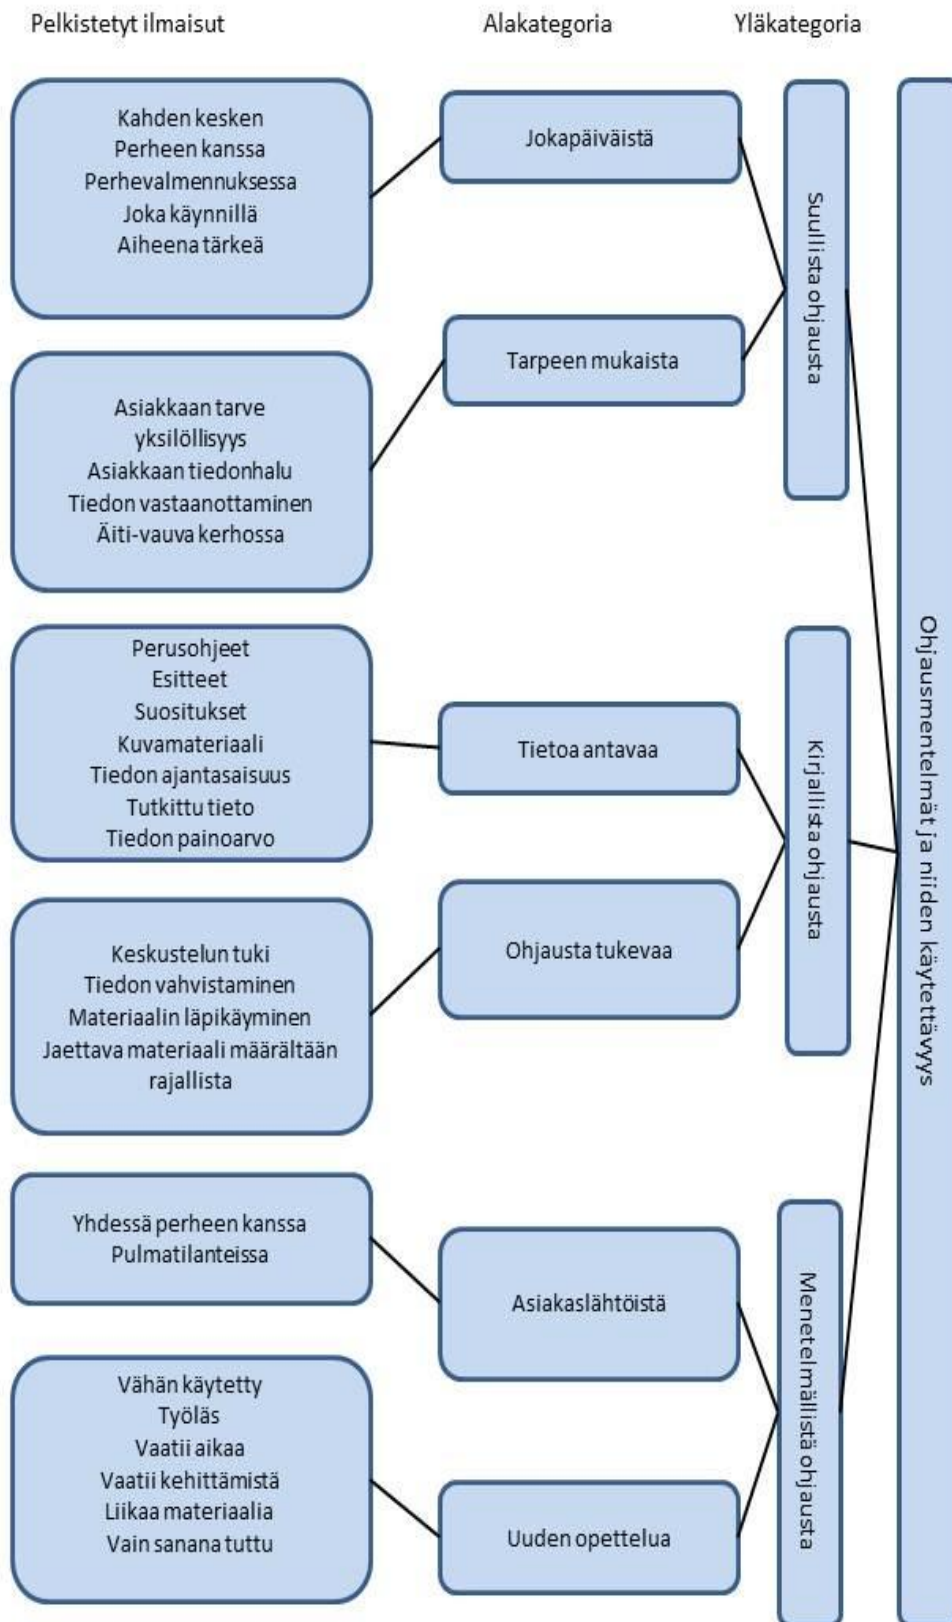 Pelkistetyt ilmaisut
Alakategoria
Yläkategoria
Kahden kesken
Perheen kanssa
Perhevalmennuksessa
Joka käynnillä
Aiheena tärkeä
Jokapäiväistä
Asiakkaan tarve
yksilöllisyys
Asiakkaan tiedonhalu
Tiedon vastaanottaminen
Äiti-vauva kerhossa
Tarpeen mukaista
Suullista ohjausta
Perusohjeet
Esitteet
Suositukset
Kuvamateriaali
Tiedon ajantasaisuus
Tutkittu tieto
Tiedon painoarvo
Tietoa antavaa
Keskustelun tuki
Tiedon vahvistaminen
Materiaalin läpikäyminen
Jaettava materiaali määrältään
rajallista
Ohjausta tukevaa
Kirjallista ohjausta
Yhdessä perheen kanssa
Pulmatilanteissa
Asiakaslähtöistä
Vähän käytetty
Työläs
Vaatii aikaa
Vaatii kehittämistä
Liikaa materiaalia
Vain sanana tuttu
Uuden opettelua
Menetelmällistä ohjausta
Ohjausmentelmät ja niiden käytettävyys